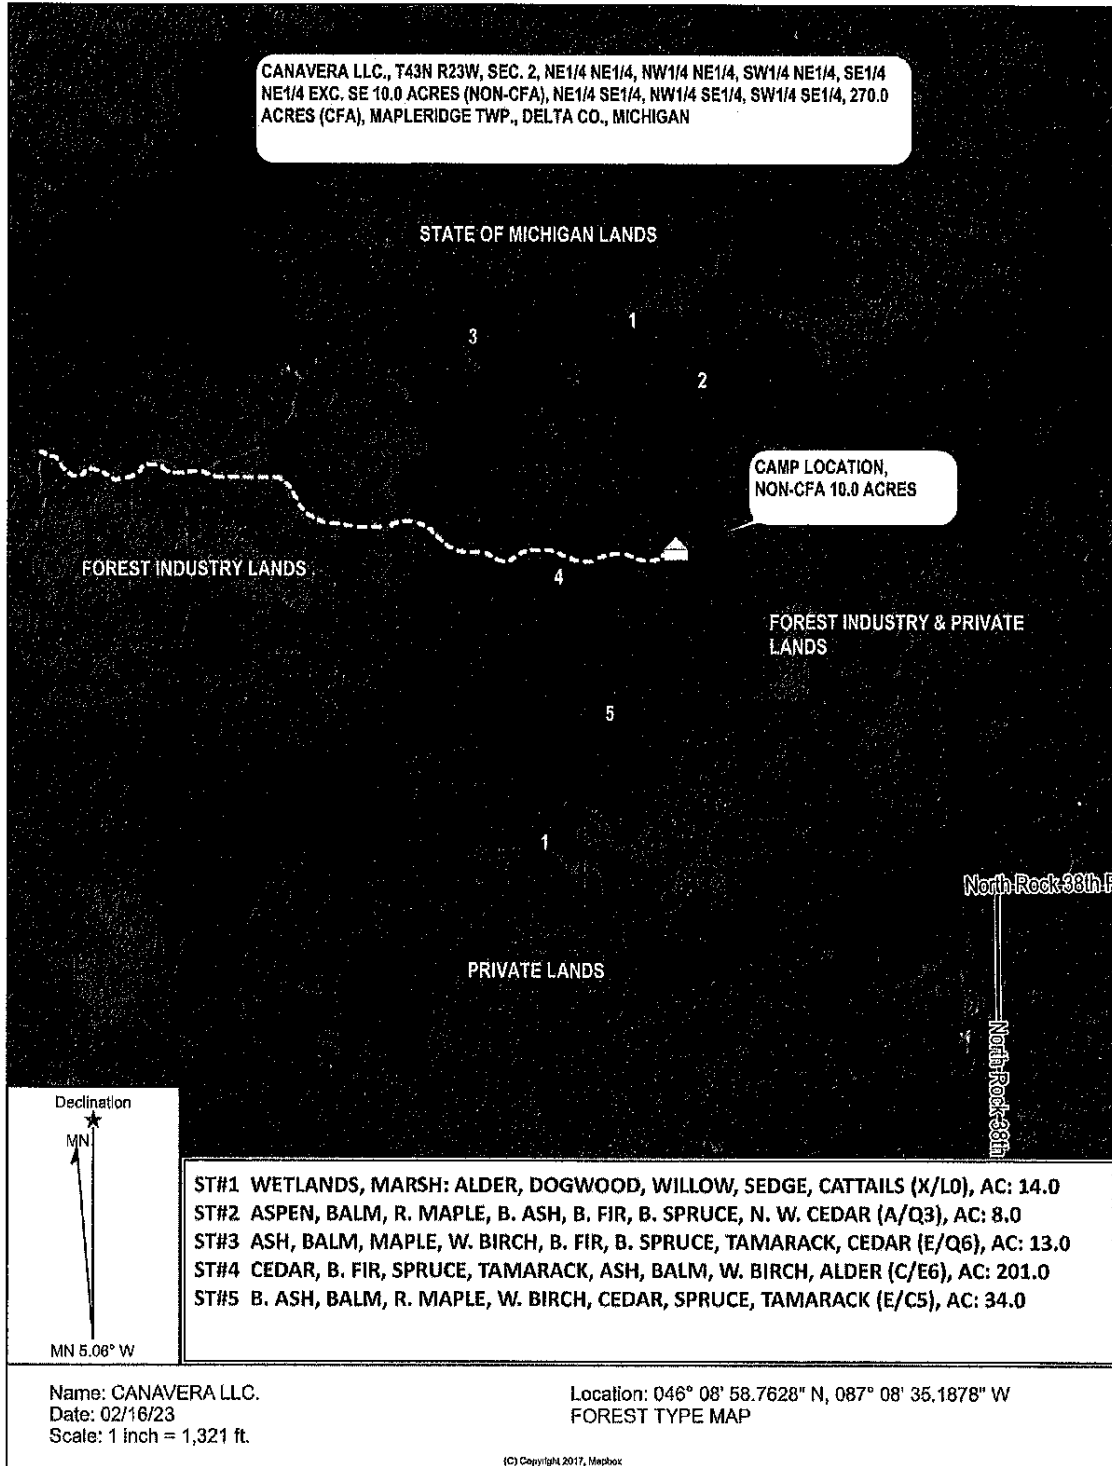 CANAVERA LLC., T43N R23W, SEC. 2, NE1/4 NE1/4, NW1/4 NE1/4, SW1/4 NE1/4, SE1/4
NE1/4 EXC. SE 10.0 ACRES (NON-CFA), NE1/4 SE1/4, NW1/4 SE1/4, SW1/4 SE1/4, 270.0
ACRES (CFA), MAPLERIDGE TWP., DELTA CO., MICHIGAN
STATE OF MICHIGAN LANDS
1
3
2
CAMP LOCATION,
NON-CFA 10.0 ACRES
FOREST INDUSTRY LANDS
4
FOREST INDUSTRY & PRIVATE
LANDS
5
1
North Rock 38th R
PRIVATE LANDS
North Rock 38th
Declination
MN
MN 5.06° W
ST#1 WETLANDS, MARSH: ALDER, DOGWOOD, WILLOW, SEDGE, CATTAILS (X/L0), AC: 14.0
ST#2 ASPEN, BALM, R. MAPLE, B. ASH, B. FIR, B. SPRUCE, N. W. CEDAR (A/Q3), AC: 8.0
ST#3 ASH, BALM, MAPLE, W. BIRCH, B. FIR, B. SPRUCE, TAMARACK, CEDAR (E/Q6), AC: 13.0
ST#4 CEDAR, B. FIR, SPRUCE, TAMARACK, ASH, BALM, W. BIRCH, ALDER (C/E6), AC: 201.0
ST#5 B. ASH, BALM, R. MAPLE, W. BIRCH, CEDAR, SPRUCE, TAMARACK (E/C5), AC: 34.0
Name: CANAVERA LLC.
Date: 02/16/23
Scale: 1 inch = 1,321 ft.
Location: 046° 08' 58.7628" N, 087° 08' 35.1878" W
FOREST TYPE MAP
(C) Copyright 2017, Mapbox